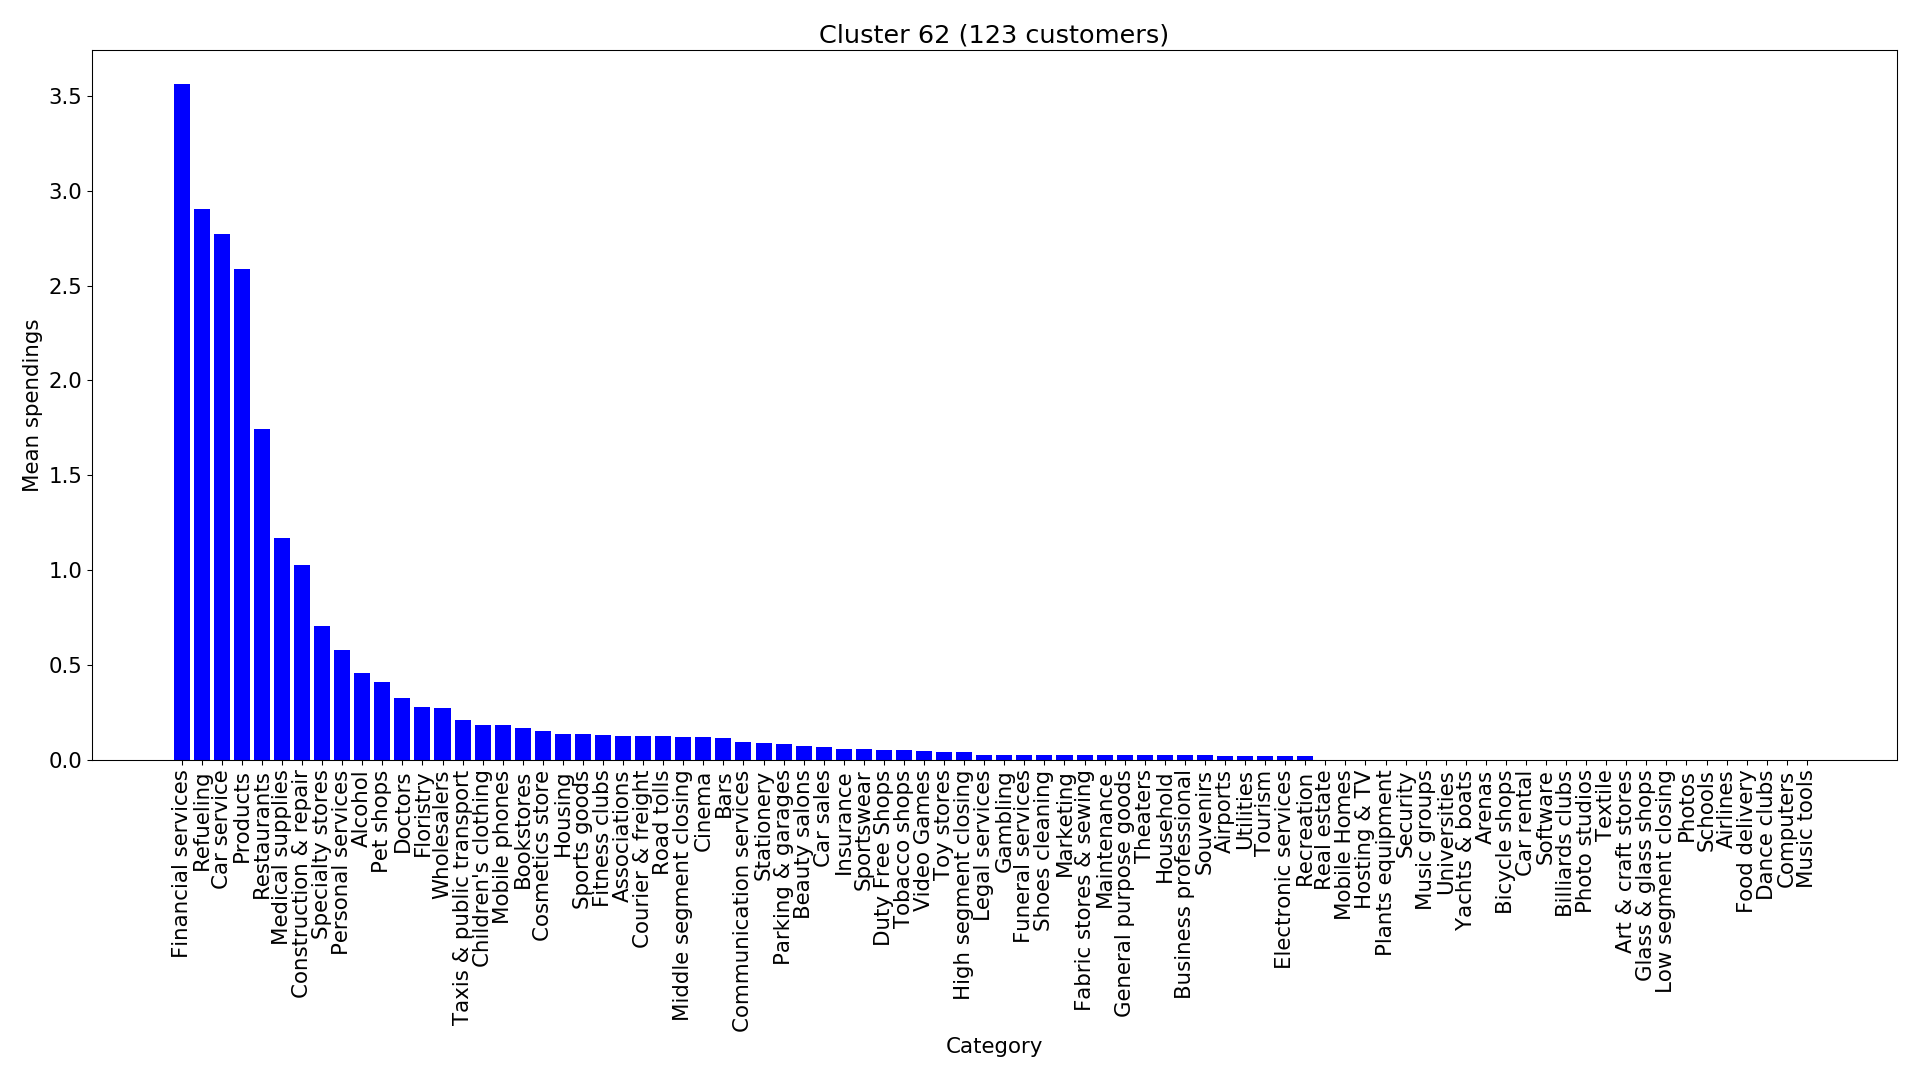 Cluster 62 (123 customers)
Mean spendings
3.5
3.0
2.5
2.0
1.5
1.0
0.5
0.0
Financial services
Refueling
Car service
Products
Restaurants
Medical supplies
Construction & repair
Specialty stores
Personal services
Alcohol
Pet shops
Doctors
Floristry
Wholesalers
Taxis & public transport
Children's clothing
Mobile phones
Bookstores
Cosmetics store
Housing
Sports goods
Fitness clubs
Associations
Courier & freight
Road tolls
Middle segment closing
Cinema
Bars
Communication services
Stationery
Parking & garages
Beauty salons
Car sales
Insurance
Sportswear
Duty Free Shops
Tobacco shops
Video Games
Toy stores
High segment closing
Legal services
Gambling
Funeral services
Shoes cleaning
Marketing
Fabric stores & sewing
Maintenance
General purpose goods
Theaters
Household
Business professional
Souvenirs
Airports
Utilities
Tourism
Electronic services
Recreation
Real estate
Mobile Homes
Hosting & TV
Plants equipment
Security
Music groups
Universities
Yachts & boats
Arenas
Bicycle shops
Car rental
Software
Billiards clubs
Photo studios
Textile
Art & craft stores
Glass & glass shops
Low segment closing
Photos
Schools
Airlines
Food delivery
Dance clubs
Computers
Music tools
Category